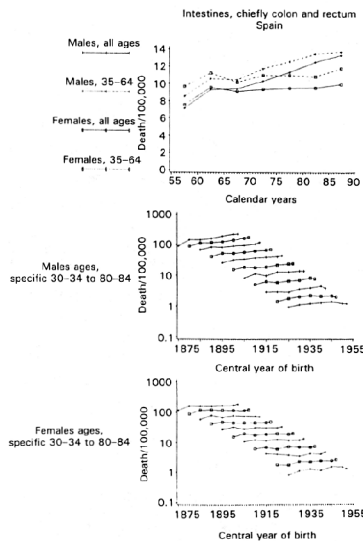 Intestines, chiefly colon and rectum
Spain
Males, all ages
Males, 35–64
Females, all ages
Females, 35–64
Death/100,000
14
12
10
8
6
4
2
0
55 60 65 70 75 80 85 90
Calendar years
Males ages,
specific 30–34 to 80–84
Death/100,000
1000
100
10
1
0.1
1875 1895 1915 1935 1955
Central year of birth
Females ages,
specific 30–34 to 80–84
Death/100,000
1000
100
10
1
0.1
1875 1895 1915 1935 1955
Central year of birth